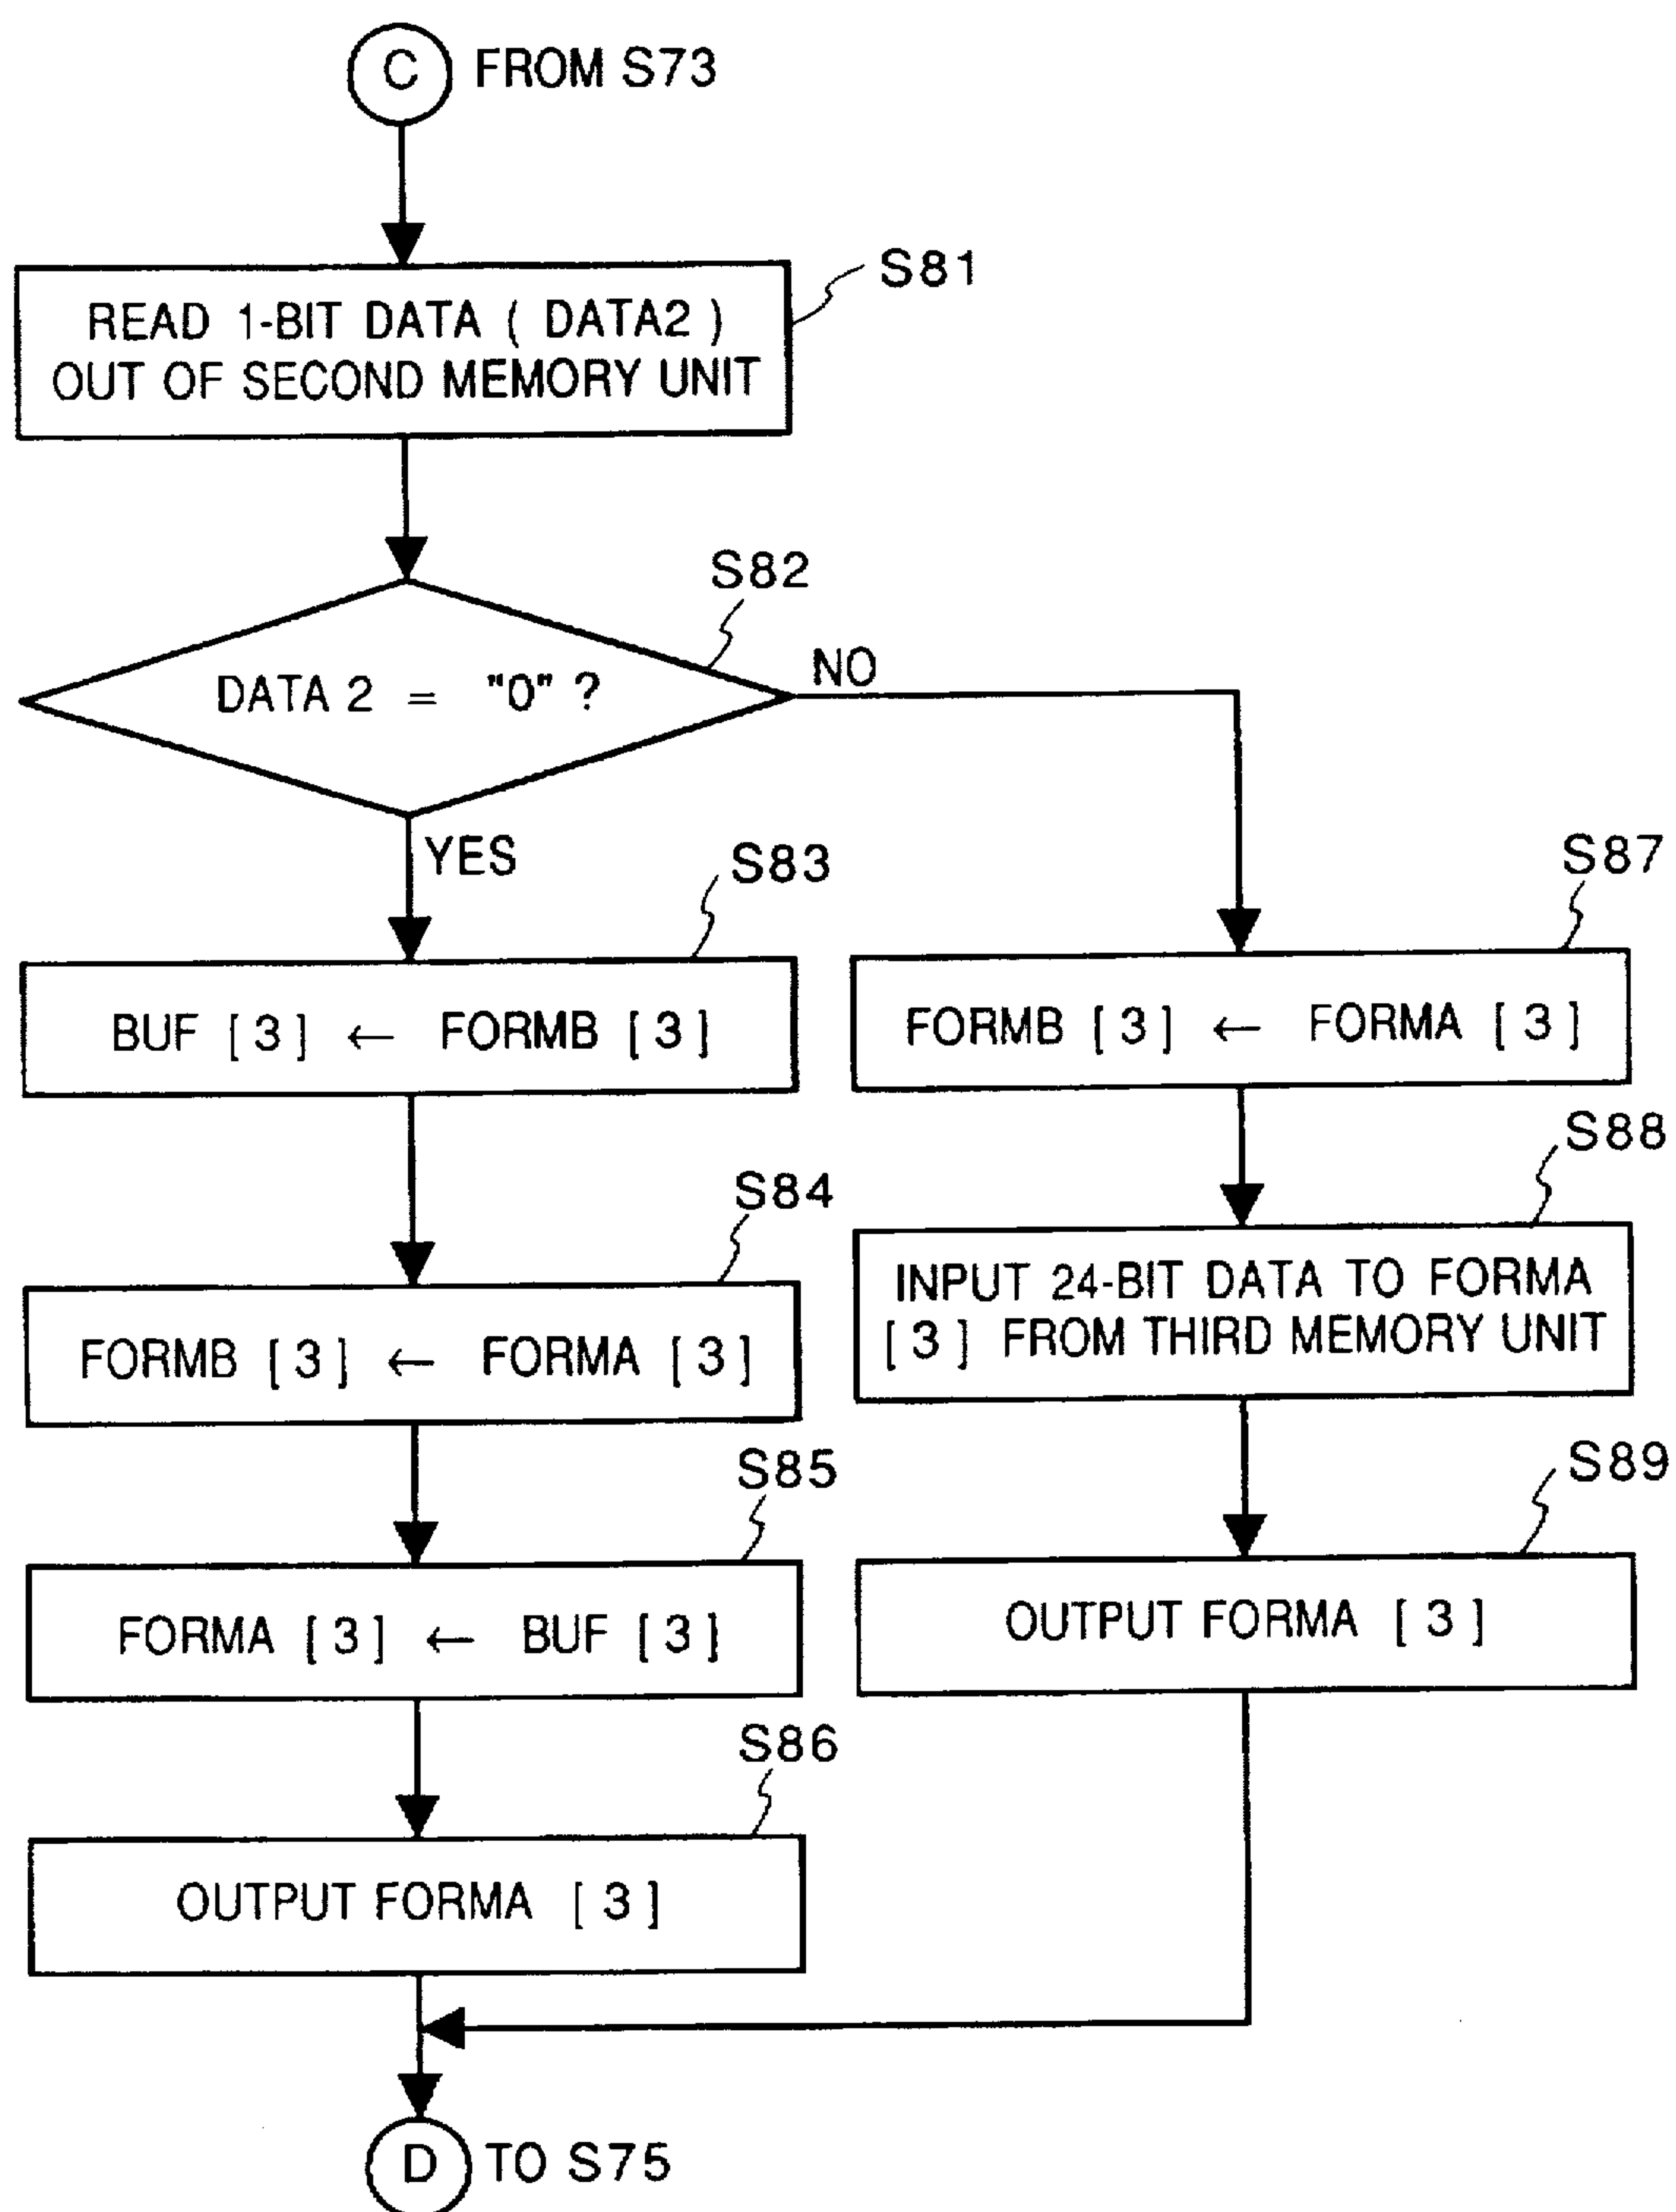 C FROM S73
S81
READ 1-BIT DATA ( DATA2 )
OUT OF SECOND MEMORY UNIT
S82
DATA 2 = "0" ?
NO
YES
S83
BUF [ 3 ] ← FORMB [ 3 ]
S84
FORMB [ 3 ] ← FORMA [ 3 ]
S85
FORMA [ 3 ] ← BUF [ 3 ]
S86
OUTPUT FORMA [ 3 ]
S87
FORMB [ 3 ] ← FORMA [ 3 ]
S88
INPUT 24-BIT DATA TO FORMA
[ 3 ] FROM THIRD MEMORY UNIT
S89
OUTPUT FORMA [ 3 ]
D TO S75